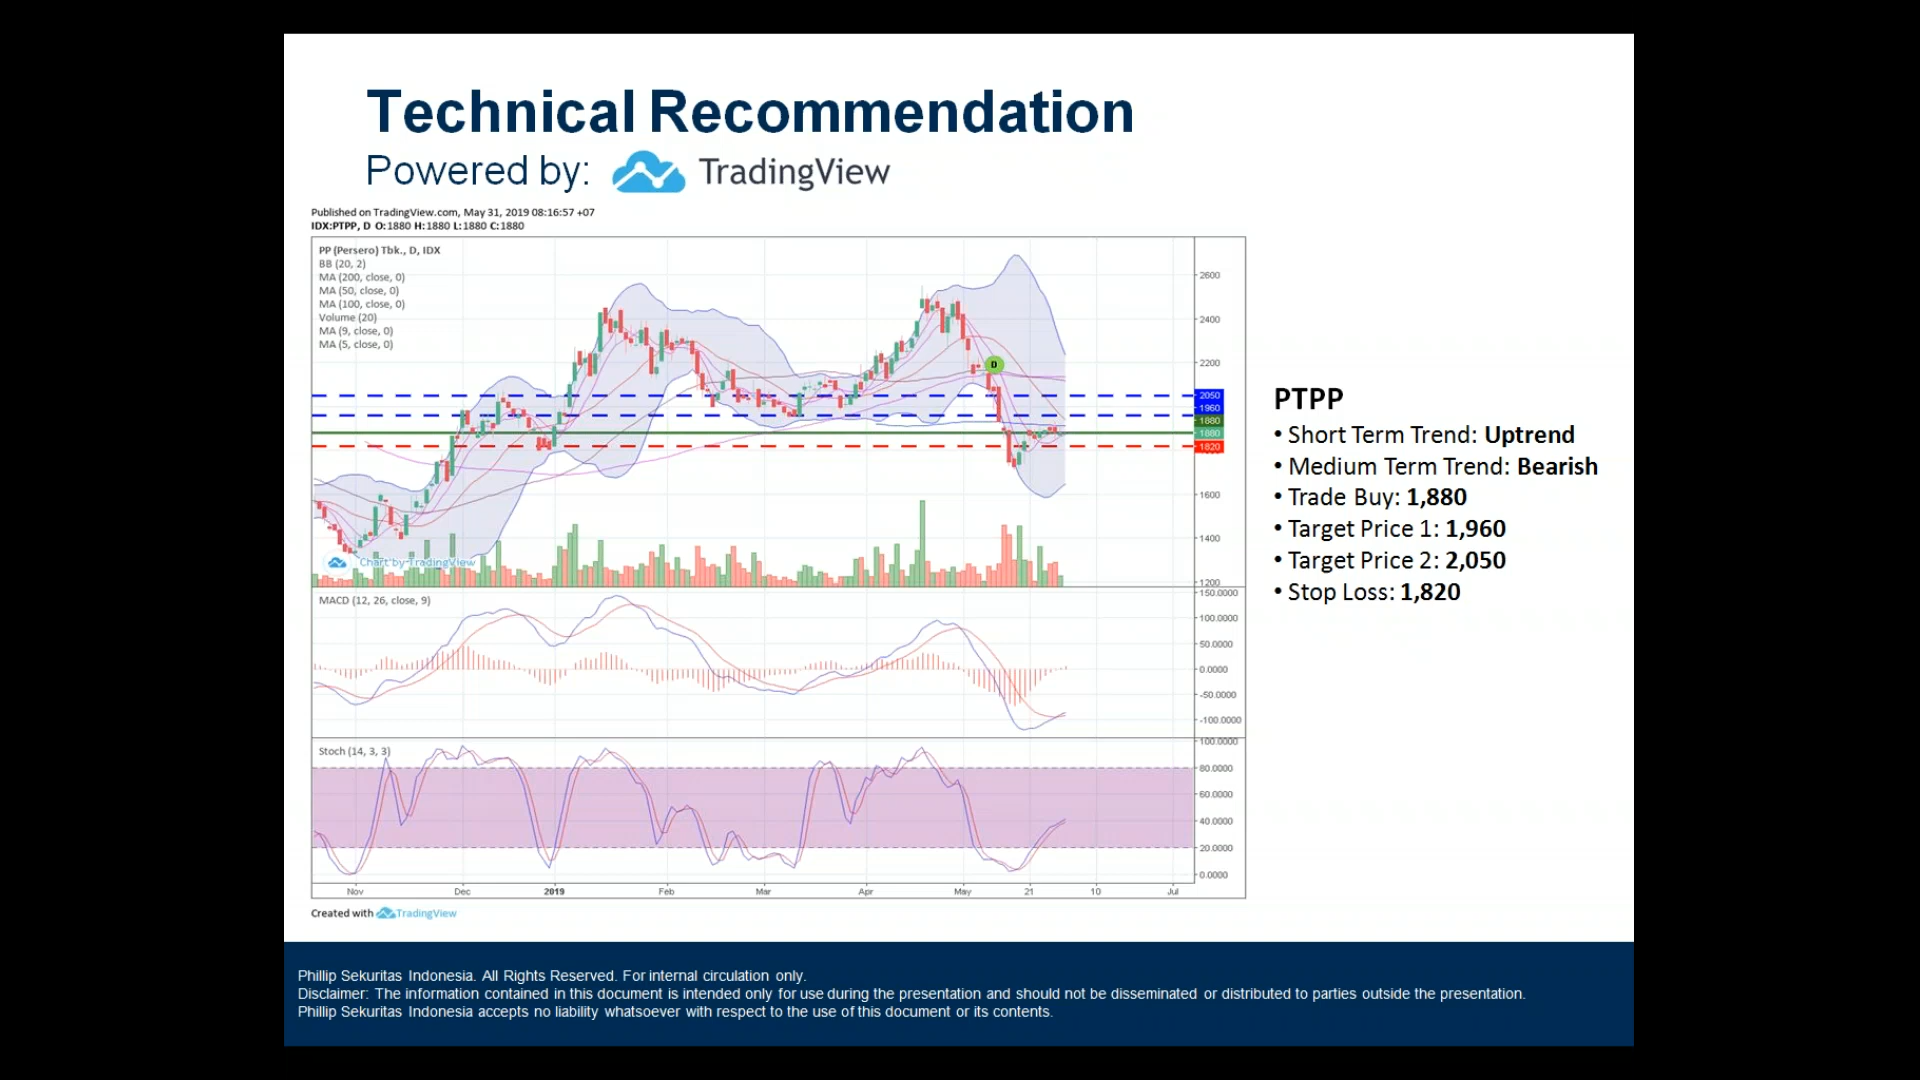 Technical Recommendation
Powered by: TradingView
Published on TradingView.com, May 31, 2019 08:16:57 +07
IDX:PTPP, D O:1880 H:1880 L:1880 C:1880
PP (Persero) Tbk., D, IDX
BB (20, 2)
MA (200, close, 0)
MA (50, close, 0)
MA (100, close, 0)
Volume (20)
MA (9, close, 0)
MA (5, close, 0)
D
2600
2400
2200
2050
1960
1880
1880
1820
1600
1400
1200
Chart by TradingView
MACD (12, 26, close, 9)
150.0000
100.0000
50.0000
0.0000
-50.0000
-100.0000
Stoch (14, 3, 3)
100.0000
80.0000
60.0000
40.0000
20.0000
0.0000
Nov Dec 2019 Feb Mar Apr May 21 10 Jul
Created with TradingView
PTPP
• Short Term Trend: Uptrend
• Medium Term Trend: Bearish
• Trade Buy: 1,880
• Target Price 1: 1,960
• Target Price 2: 2,050
• Stop Loss: 1,820
Phillip Sekuritas Indonesia. All Rights Reserved. For internal circulation only.
Disclaimer: The information contained in this document is intended only for use during the presentation and should not be disseminated or distributed to parties outside the presentation.
Phillip Sekuritas Indonesia accepts no liability whatsoever with respect to the use of this document or its contents.